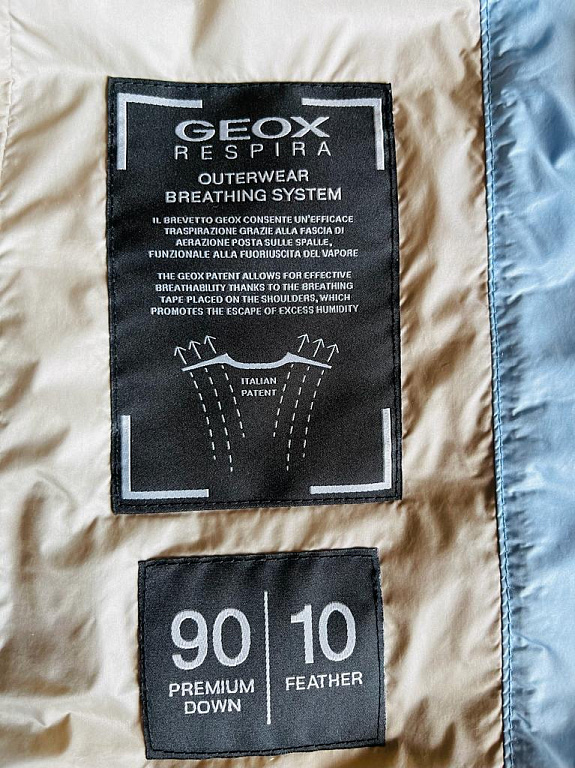 GEOX
RESPIRA
OUTERWEAR
BREATHING SYSTEM
IL BREVETTO GEOX CONSENTE UN'EFFICACE
TRASPIRAZIONE GRAZIE ALLA FASCIA DI
AERAZIONE POSTA SULLE SPALLE,
FUNZIONALE ALLA FUORIUSCITA DEL VAPORE
THE GEOX PATENT ALLOWS FOR EFFECTIVE
BREATHABILITY THANKS TO THE BREATHING
TAPE PLACED ON THE SHOULDERS, WHICH
PROMOTES THE ESCAPE OF EXCESS HUMIDITY
ITALIAN
PATENT
90
PREMIUM
DOWN
10
FEATHER